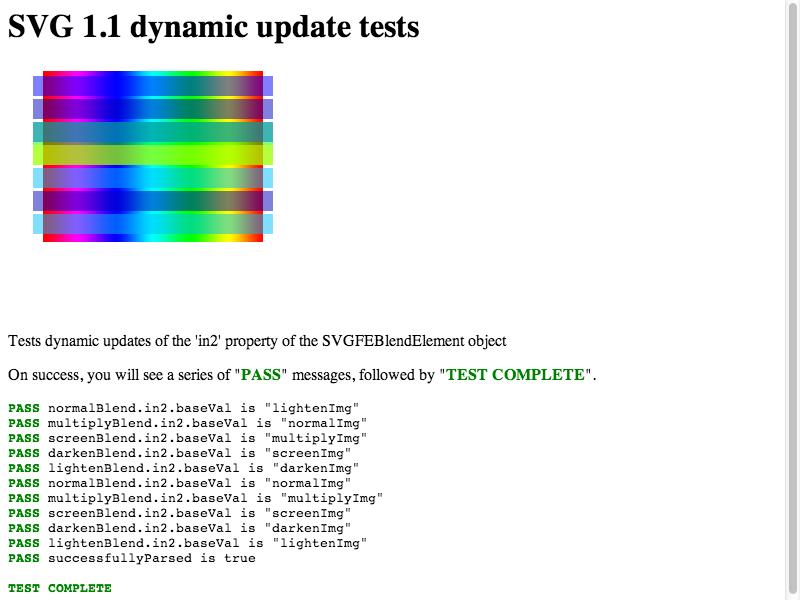 SVG 1.1 dynamic update tests
Tests dynamic updates of the 'in2' property of the SVGFEBlendElement object
On success, you will see a series of "PASS" messages, followed by "TEST COMPLETE".
PASS normalBlend.in2.baseVal is "lightenImg"
PASS multiplyBlend.in2.baseVal is "normalImg"
PASS screenBlend.in2.baseVal is "multiplyImg"
PASS darkenBlend.in2.baseVal is "screenImg"
PASS lightenBlend.in2.baseVal is "darkenImg"
PASS normalBlend.in2.baseVal is "normalImg"
PASS multiplyBlend.in2.baseVal is "multiplyImg"
PASS screenBlend.in2.baseVal is "screenImg"
PASS darkenBlend.in2.baseVal is "darkenImg"
PASS lightenBlend.in2.baseVal is "lightenImg"
PASS successfullyParsed is true
TEST COMPLETE